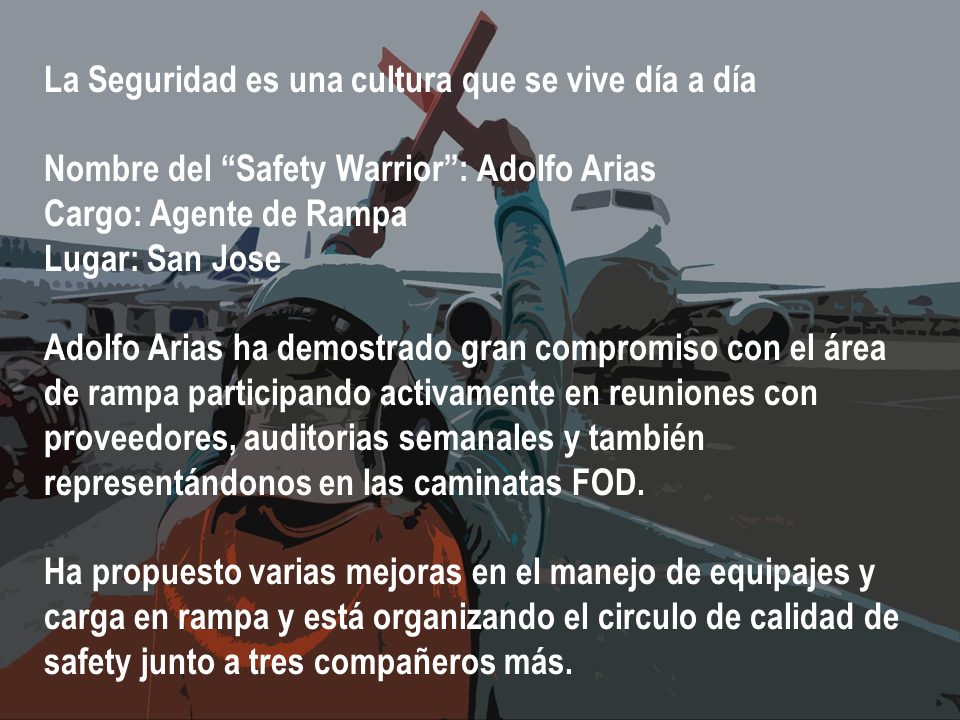 La Seguridad es una cultura que se vive día a día
Nombre del “Safety Warrior”: Adolfo Arias
Cargo: Agente de Rampa
Lugar: San Jose
Adolfo Arias ha demostrado gran compromiso con el área
de rampa participando activamente en reuniones con
proveedores, auditorias semanales y también
representándonos en las caminatas FOD.
Ha propuesto varias mejoras en el manejo de equipajes y
carga en rampa y está organizando el circulo de calidad de
safety junto a tres compañeros más.